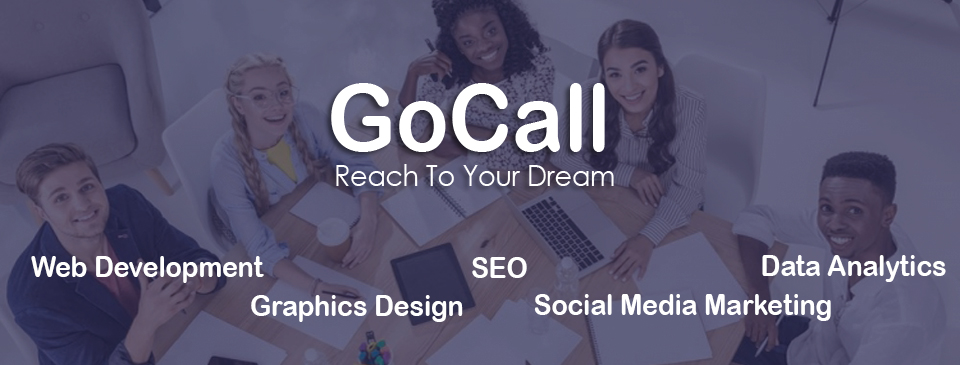 GoCall
Reach To Your Dream
Web Development
SEO
Data Analytics
Graphics Design
Social Media Marketing